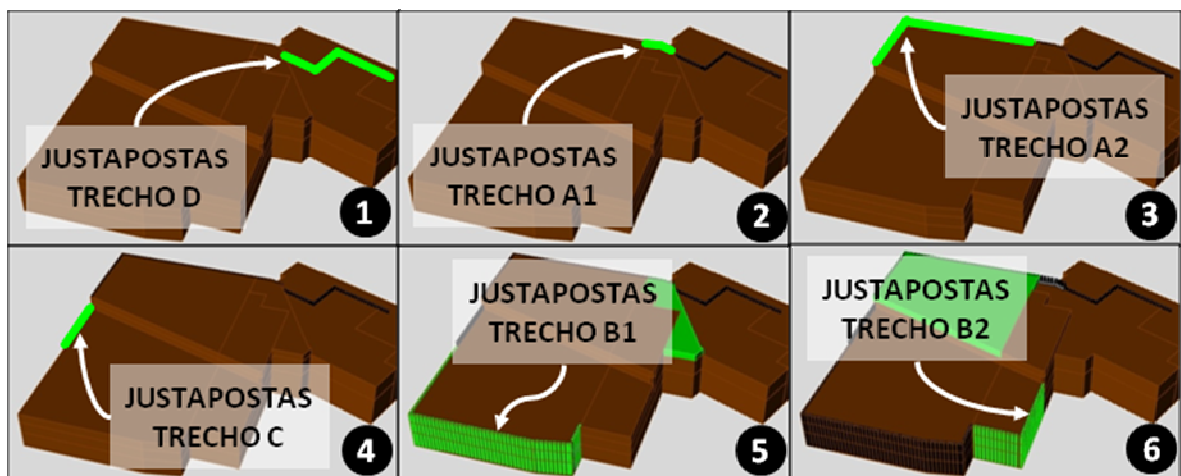 JUSTAPOSTAS
TRECHO D
1
JUSTAPOSTAS
TRECHO A1
2
JUSTAPOSTAS
TRECHO A2
3
JUSTAPOSTAS
TRECHO C
4
JUSTAPOSTAS
TRECHO B1
5
JUSTAPOSTAS
TRECHO B2
6